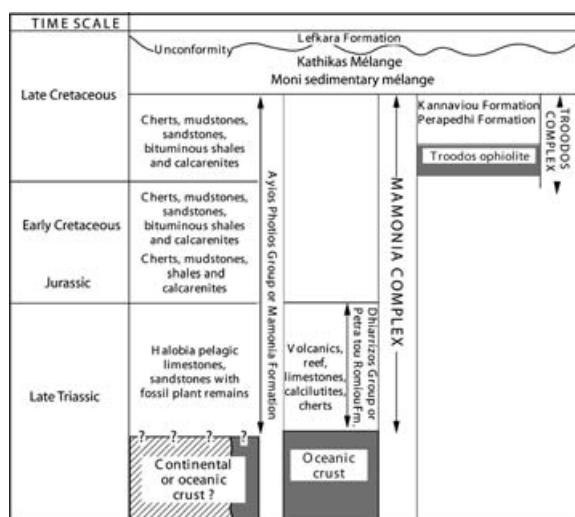 TIME SCALE
Lefkara Formation
Unconformity
Kathikas Mélange
Moni sedimentary mélange
Late Cretaceous
Cherts, mudstones,
sandstones,
bituminous shales
and calcarenites
Kannaviou Formation
Perapedhi Formation
Troodos ophiolite
TROODOS
COMPLEX
Early Cretaceous
Cherts, mudstones,
sandstones,
bituminous shales
and calcarenites
Jurassic
Cherts, mudstones,
shales and
calcarenites
Ayios Photios Group or Mamonia Formation
MAMONIA COMPLEX
Late Triassic
Halobia pelagic
limestones,
sandstones with
fossil plant remains
Volcanics,
reef,
limestones,
calcilutites,
cherts
Dhiarrizos Group or
Petra tou Romiou Fm.
? ? ? ?
Continental
or oceanic
crust ?
Oceanic
crust